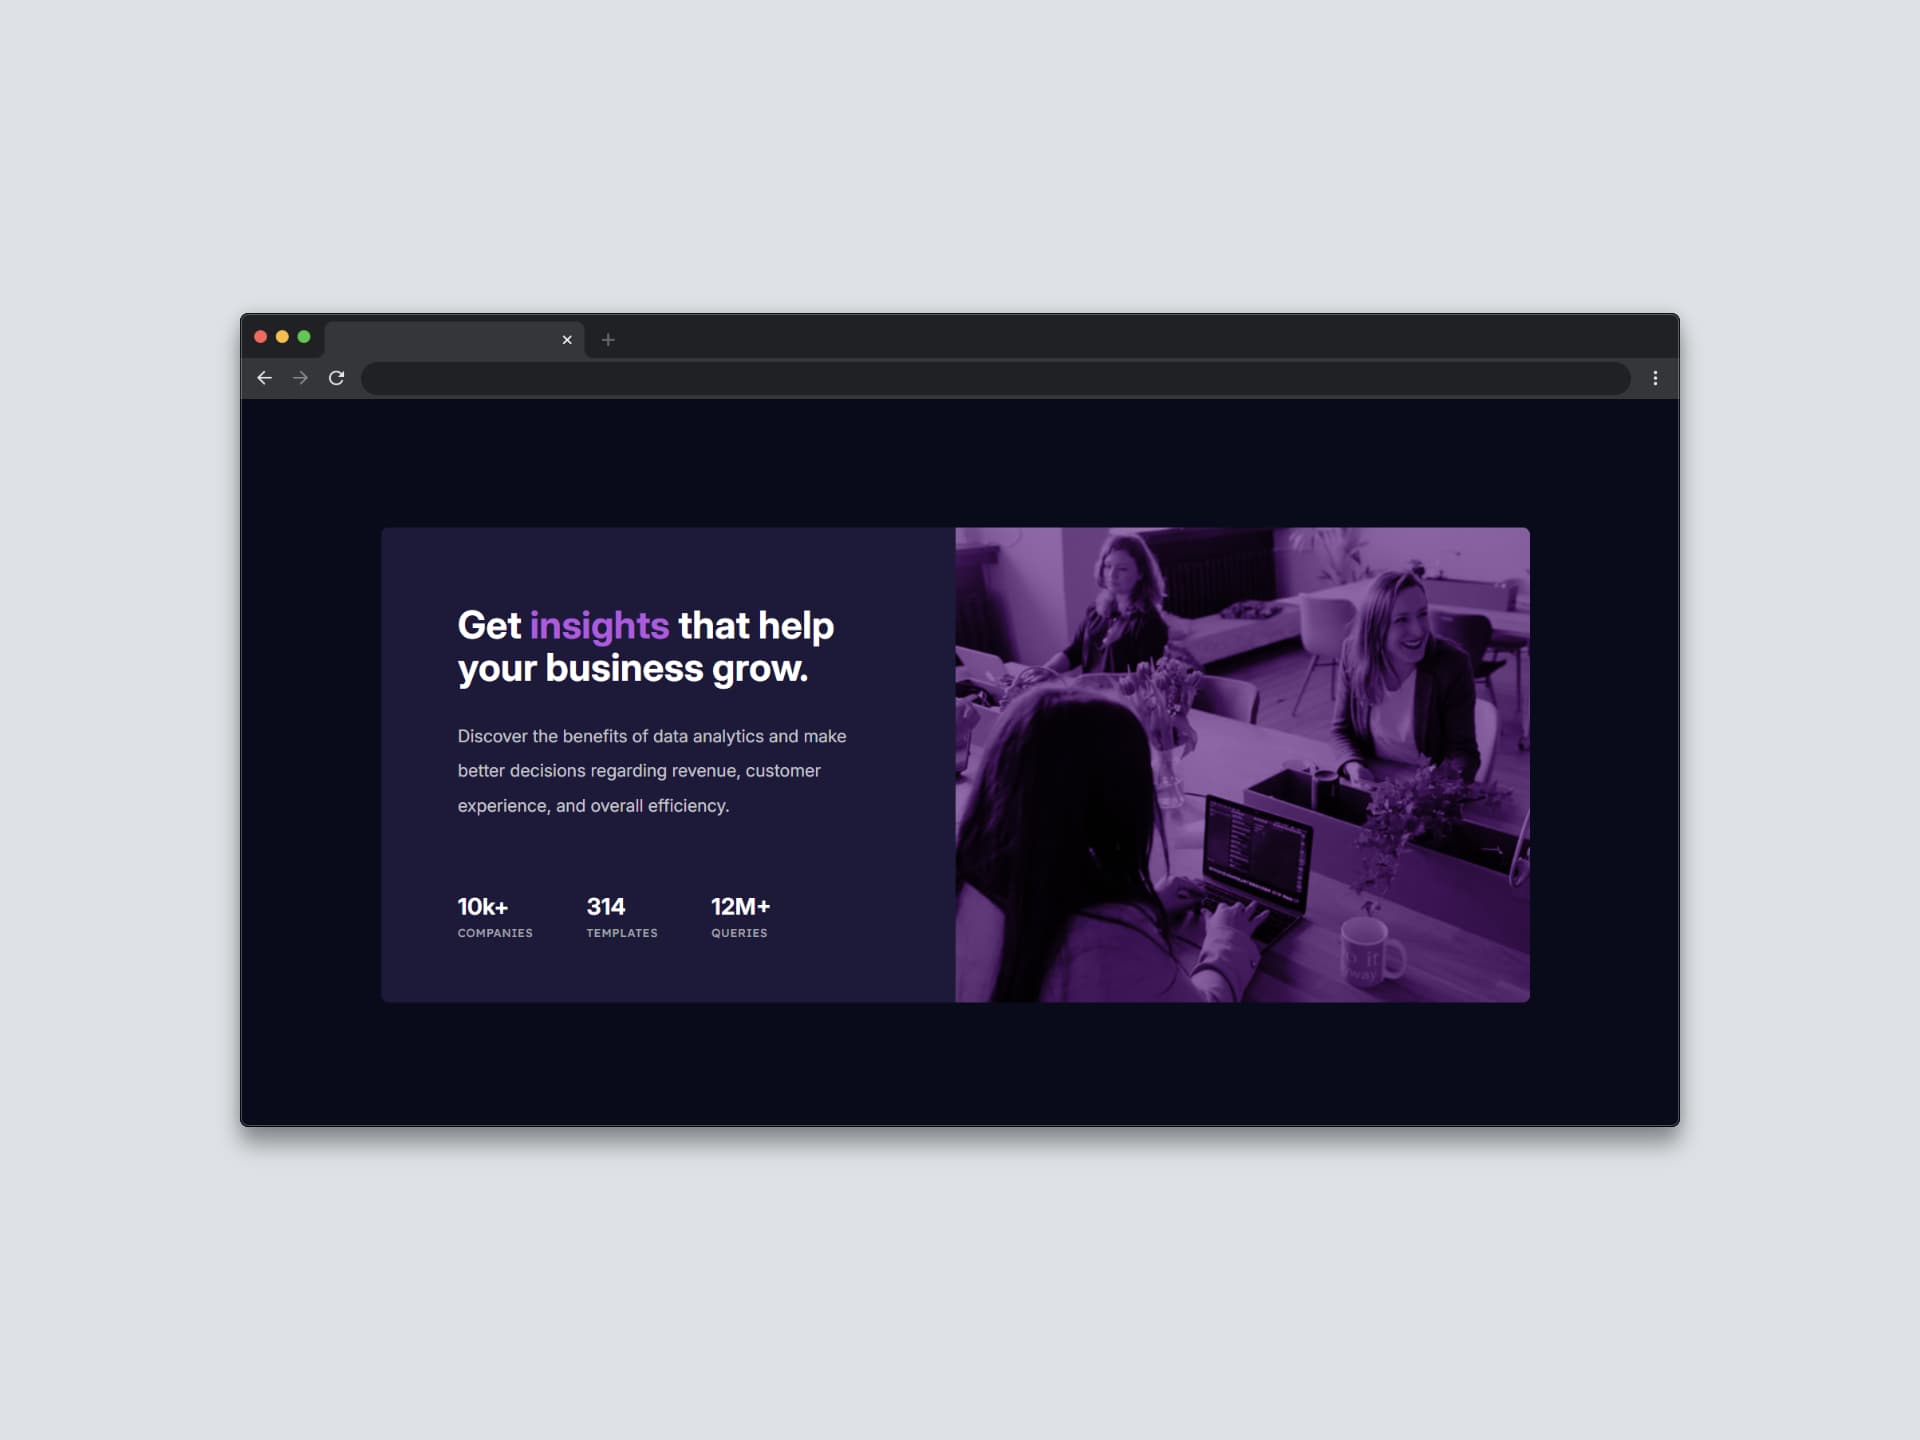 Get insights that help
your business grow.
Discover the benefits of data analytics and make
better decisions regarding revenue, customer
experience, and overall efficiency.
10k+ 314 12M+
COMPANIES TEMPLATES QUERIES